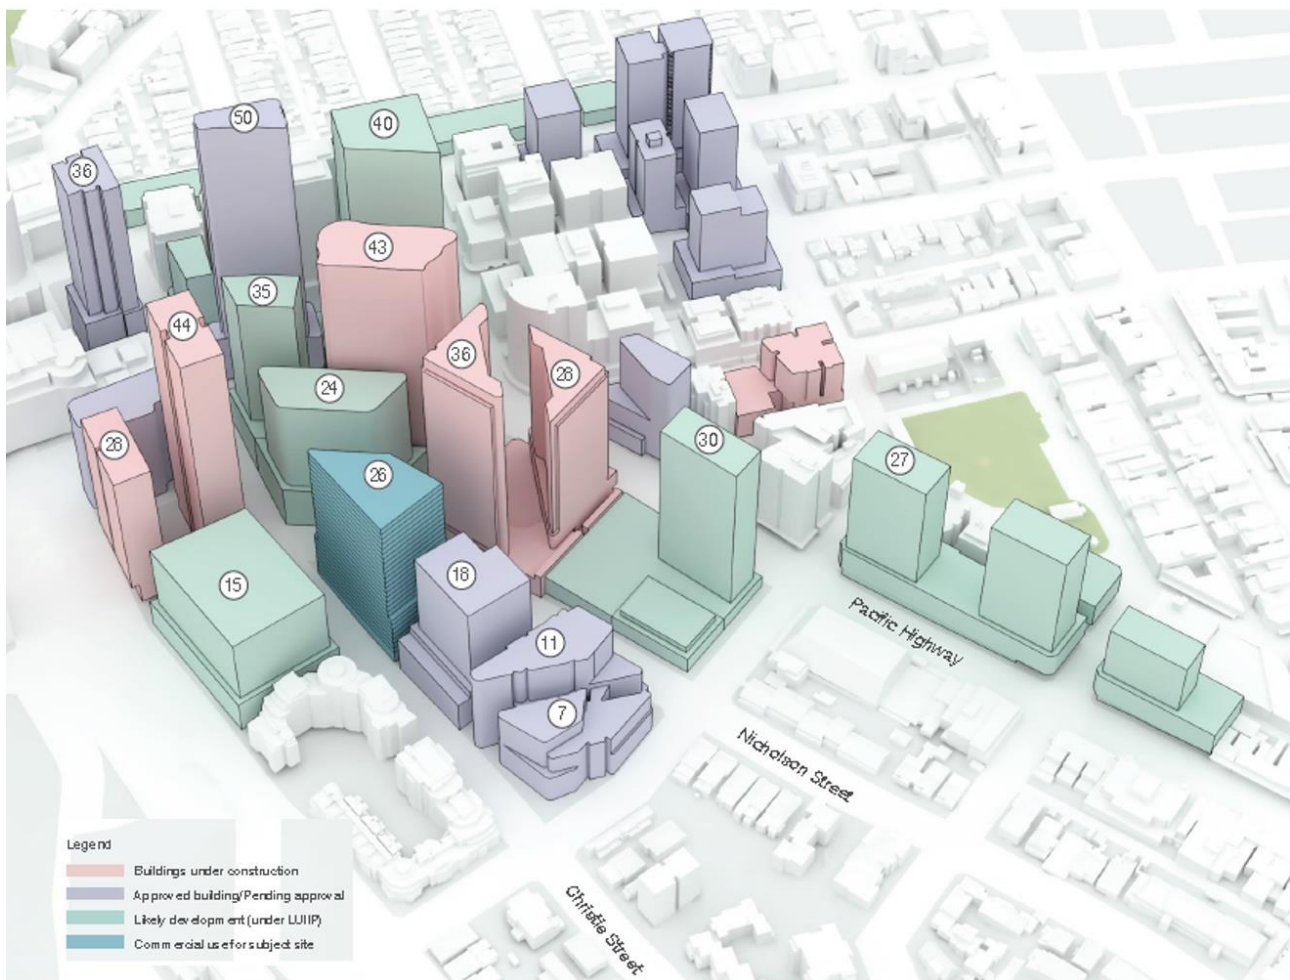 50
40
36
43
35
44
36
28
24
30
28
27
26
18
15
11
7
Pacific Highway
Nicholson Street
Christie Street
Legend
Buildings under construction
Approved building/Pending approval
Likely development (under LUIIP)
Commercial use for subject site